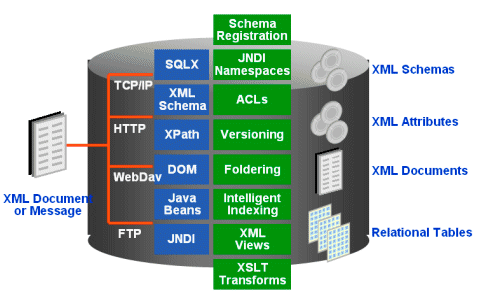 Schema
Registration
SQLX
JNDI
Namespaces
XML Schemas
TCP/IP
XML
Schema
ACLs
XML Attributes
HTTP
XPath
Versioning
XML Documents
WebDav
DOM
Foldering
XML Document
or Message
Java
Beans
Intelligent
Indexing
FTP
JNDI
XML
Views
Relational Tables
XSLT
Transforms